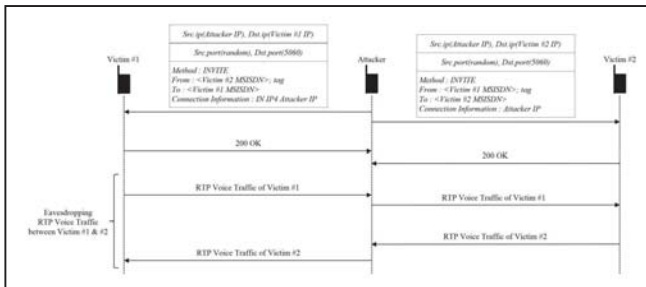 Src.ip(Attacker IP), Dst.ip(Victim #1 IP)
Src.port(random), Dst.port(5060)
Method : INVITE
From : <Victim #2 MSISDN>; tag
To : <Victim #1 MSISDN>
Connection Information : IN IP4 Attacker IP
Src.ip(Attacker IP), Dst.ip(Victim #2 IP)
Src.port(random), Dst.port(5060)
Method : INVITE
From : <Victim #1 MSISDN>; tag
To : <Victim #2 MSISDN>
Connection Information : Attacker IP
Victim #1
Attacker
Victim #2
200 OK
200 OK
RTP Voice Traffic of Victim #1
RTP Voice Traffic of Victim #1
Eavesdropping
RTP Voice Traffic
between Victim #1 & #2
RTP Voice Traffic of Victim #2
RTP Voice Traffic of Victim #2